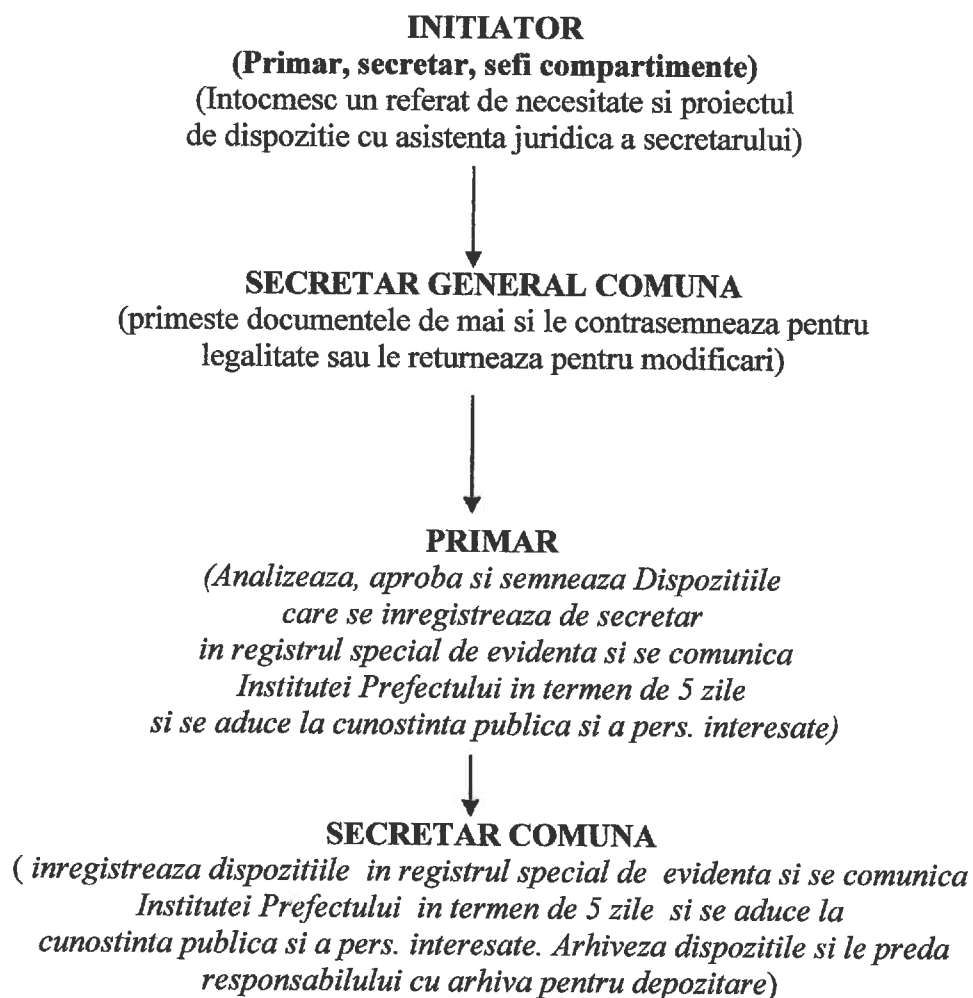 INITIATOR
(Primar, secretar, sefi compartimente)
(Intocmesc un referat de necesitate si proiectul
de dispozitie cu asistenta juridica a secretarului)
SECRETAR GENERAL COMUNA
(primeste documentele de mai si le contrasemneaza pentru
legalitate sau le returneaza pentru modificari)
PRIMAR
(Analizeaza, aproba si semneaza Dispozitiile
care se inregistreaza de secretar
in registrul special de evidenta si se comunica
Institutei Prefectului in termen de 5 zile
si se aduce la cunostinta publica si a pers. interesate)
SECRETAR COMUNA
( inregistreaza dispozitiile in registrul special de evidenta si se comunica
Institutei Prefectului in termen de 5 zile si se aduce la
cunostinta publica si a pers. interesate. Arhiveza dispozitile si le preda
responsabilului cu arhiva pentru depozitare)